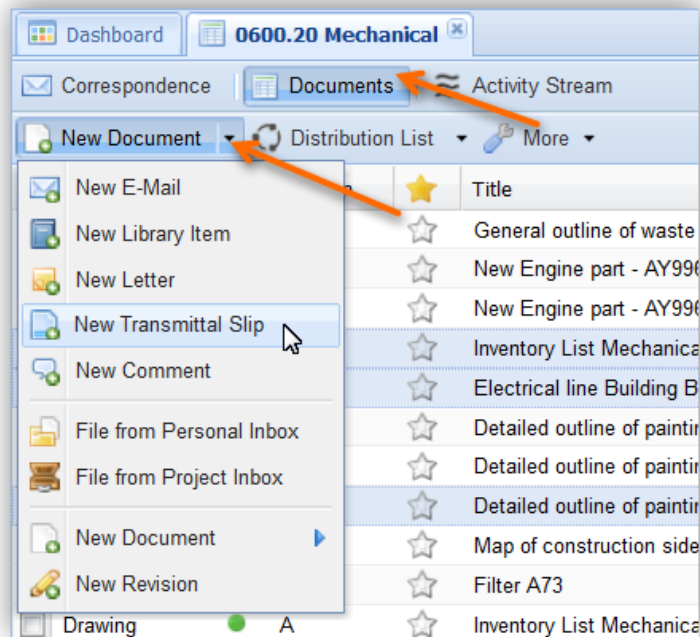 Dashboard 0600.20 Mechanical
Correspondence Documents Activity Stream
New Document Distribution List More
Title
New E-Mail
New Library Item
New Letter
New Transmittal Slip
New Comment
File from Personal Inbox
File from Project Inbox
New Document
New Revision
General outline of waste
New Engine part - AY996
New Engine part - AY996
Inventory List Mechanica
Electrical line Building B
Detailed outline of paintin
Detailed outline of paintin
Detailed outline of paintin
Map of construction side
Filter A73
Drawing A Inventory List Mechanica